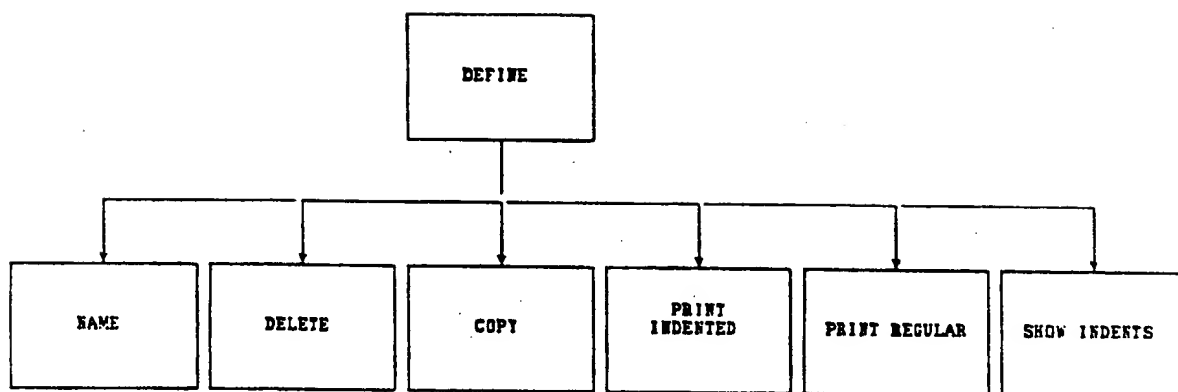 DEFINE
NAME
DELETE
COPY
PRINT
INDENTED
PRINT REGULAR
SHOW INDENTS